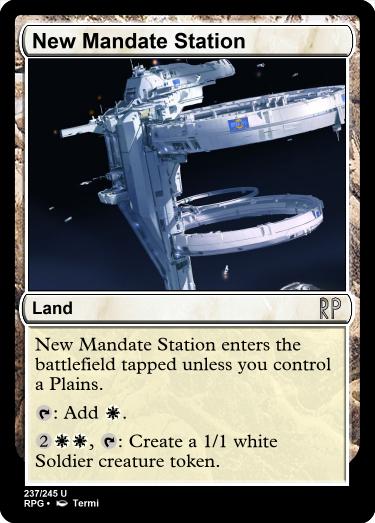 New Mandate Station
Land
RP
New Mandate Station enters the
battlefield tapped unless you control
a Plains.
: Add .
2 , : Create a 1/1 white
Soldier creature token.
237/245 U
RPG • Termi